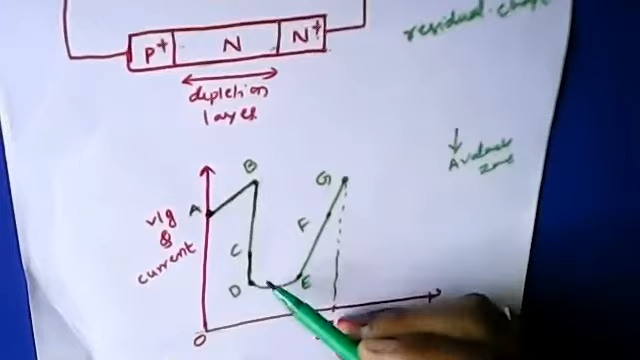 P+ N N+
residual
depletion
layer
Avalanche
zone
B
G
A
vlg
&
current
F
C
D
E
O